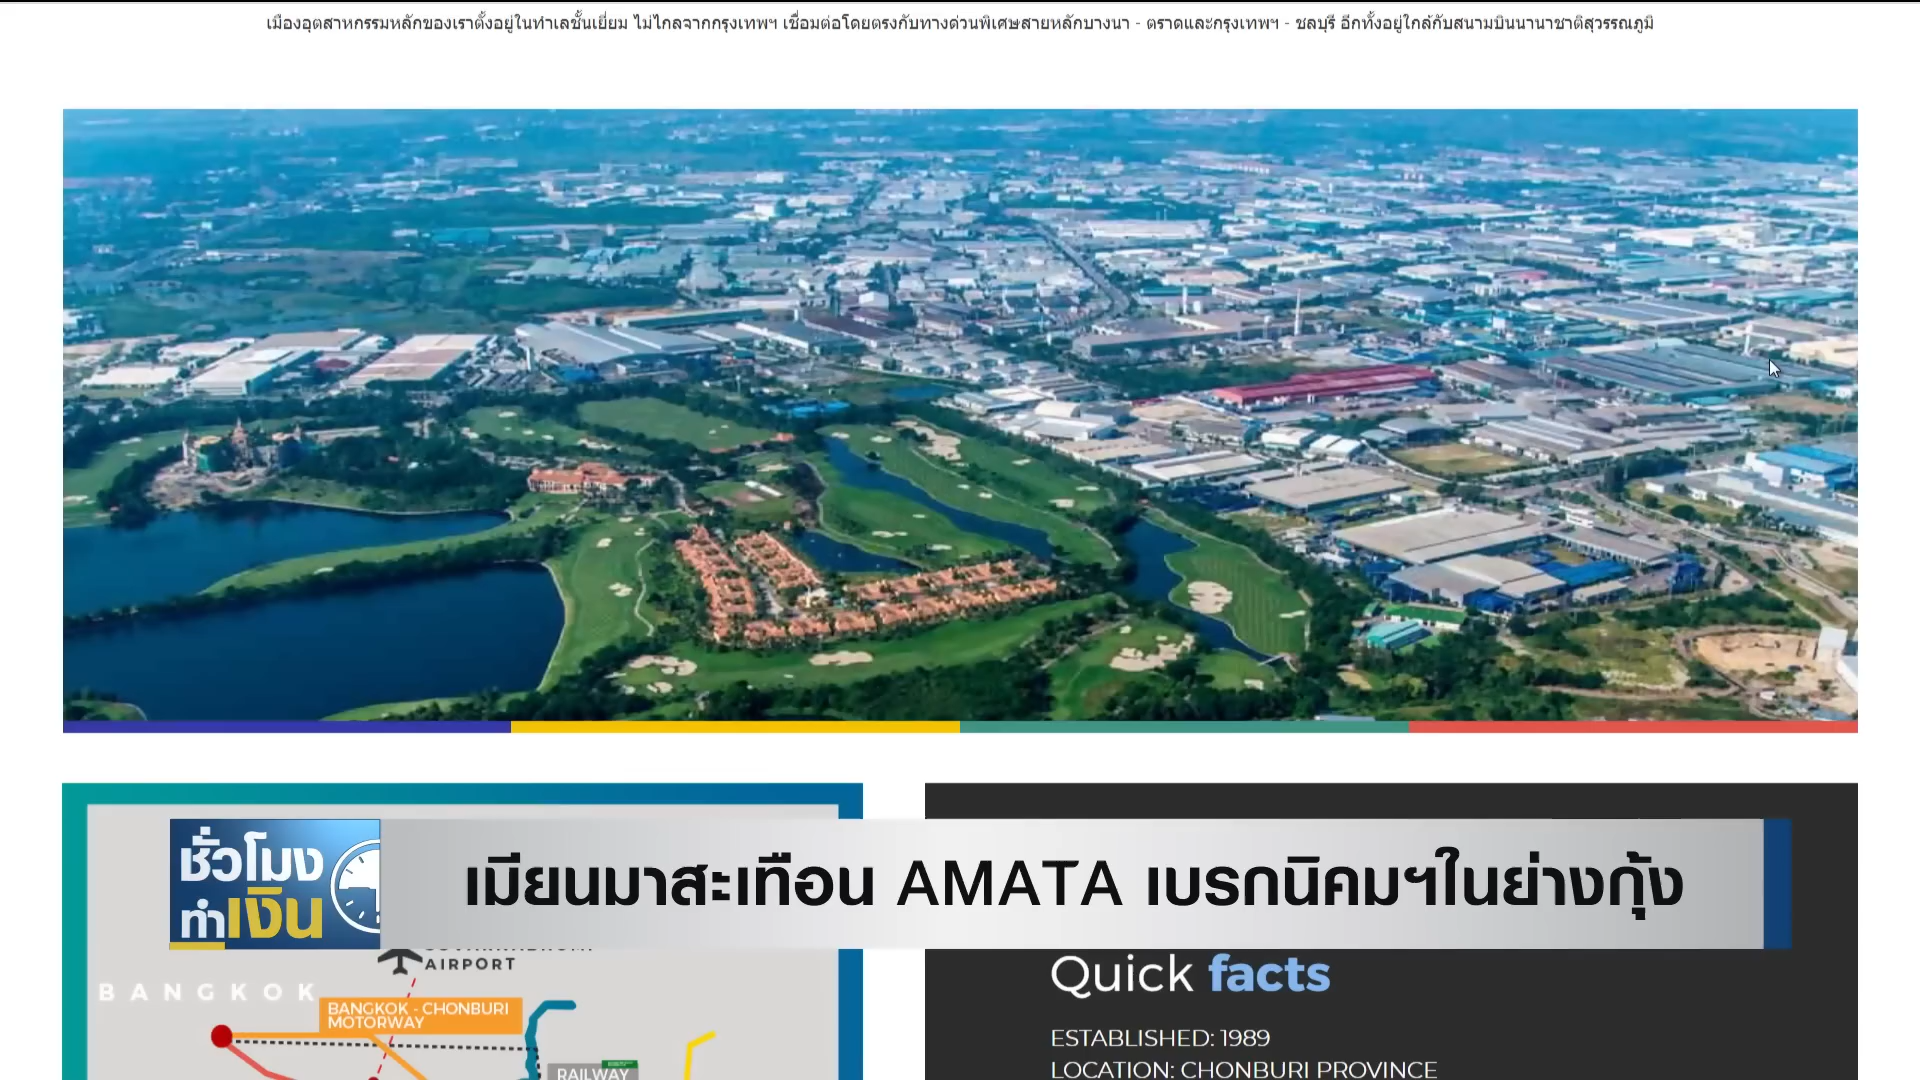 เมืองอุตสาหกรรมหลักของเราตั้งอยู่ในทำเลชั้นเยี่ยม ไม่ไกลจากกรุงเทพฯ เชื่อมต่อโดยตรงกับทางด่วนพิเศษสายหลักบางนา - ตราดและกรุงเทพฯ - ชลบุรี อีกทั้งอยู่ใกล้กับสนามบินนานาชาติสุวรรณภูมิ
ชั่วโมง
ทำเงิน
เมียนมาสะเทือน AMATA เบรกนิคมฯในย่างกุ้ง
AIRPORT
BANGKOK
BANGKOK - CHONBURI
MOTORWAY
RAILWAY
Quick facts
ESTABLISHED: 1989
LOCATION: CHONBURI PROVINCE